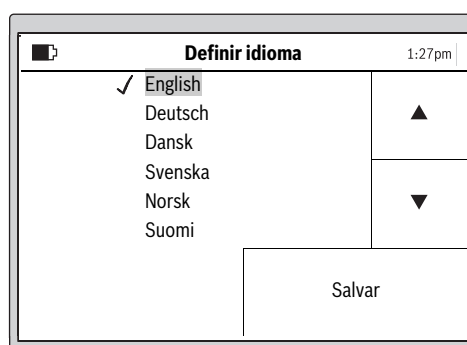 Definir idioma 1:27pm
English
Deutsch
Dansk
Svenska
Norsk
Suomi
Salvar